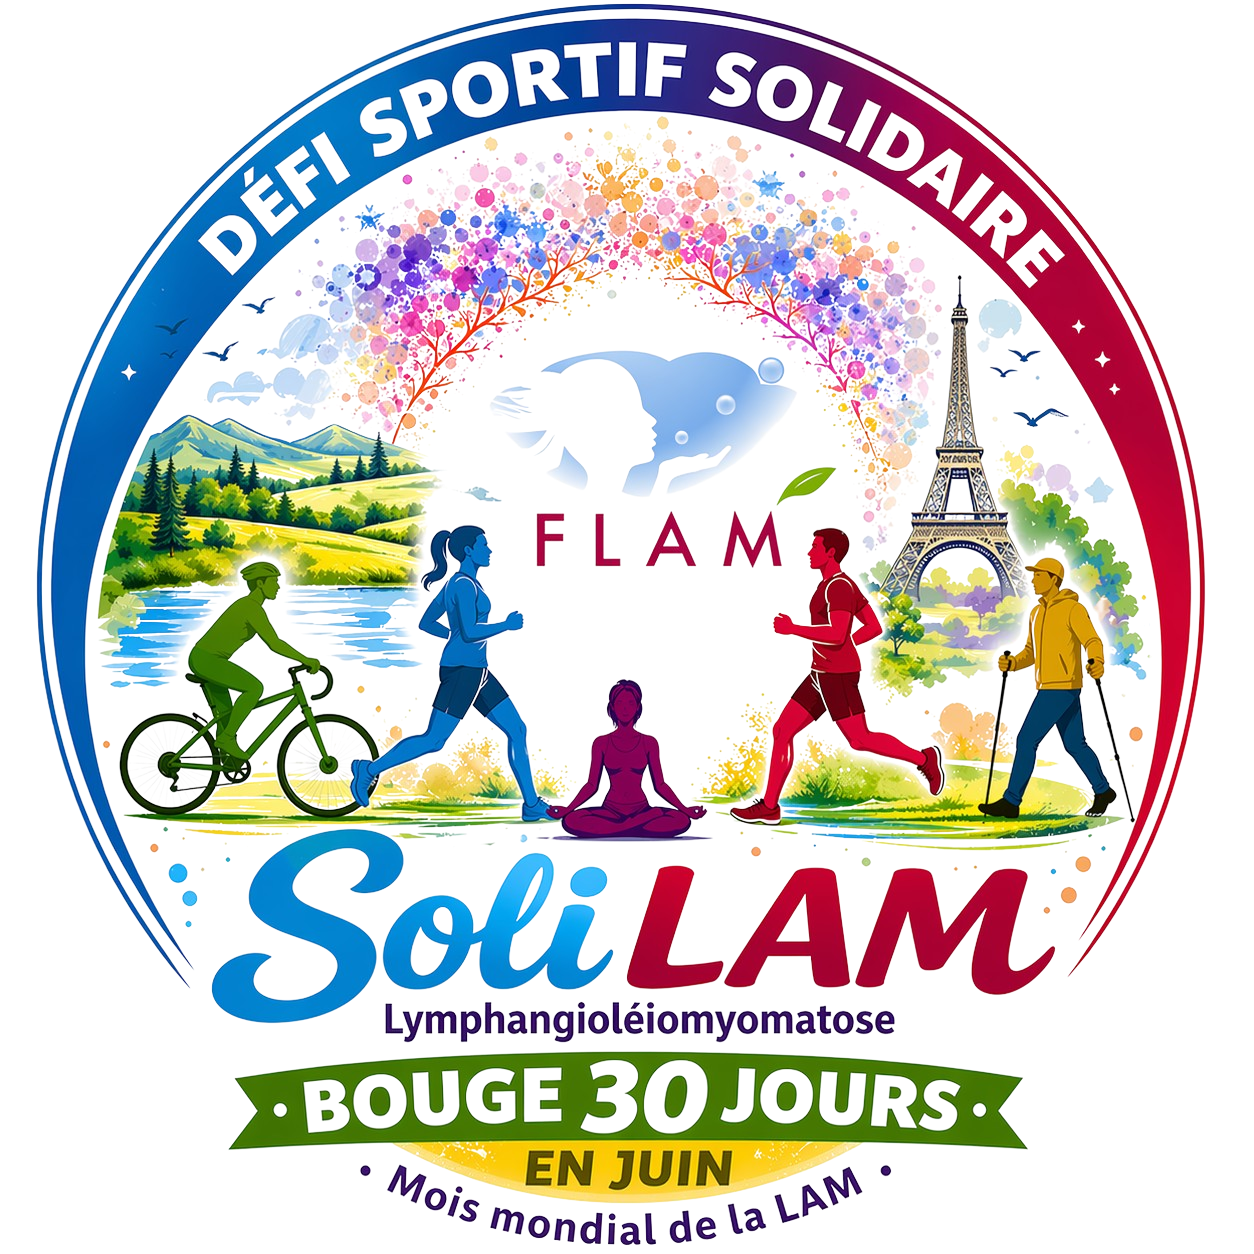 DÉFI SPORTIF SOLIDAIRE
FLAM
SoliLAM
Lymphangioléiomyomatose
• BOUGE 30 JOURS •
EN JUIN
• Mois mondial de la LAM •